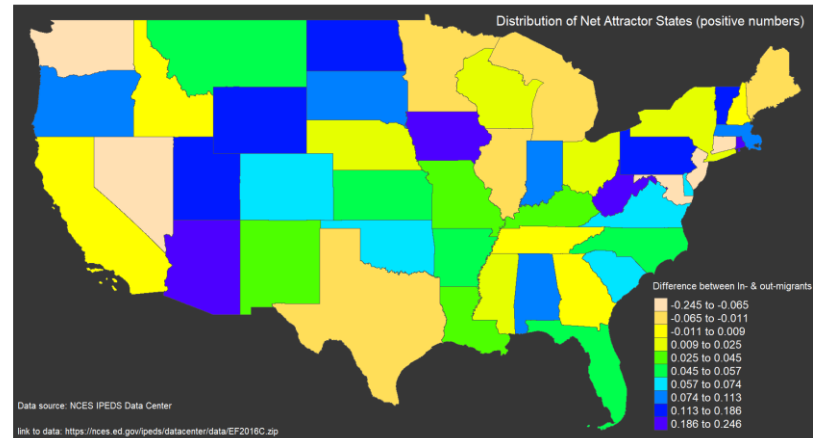 Distribution of Net Attractor States (positive numbers)
Difference between In- & out-migrants
-0.245 to -0.065
-0.065 to -0.011
-0.011 to 0.009
0.009 to 0.025
0.025 to 0.045
0.045 to 0.057
0.057 to 0.074
0.074 to 0.113
0.113 to 0.186
0.186 to 0.246
Data source: NCES IPEDS Data Center
link to data: https://nces.ed.gov/ipeds/datacenter/data/EF2016C.zip